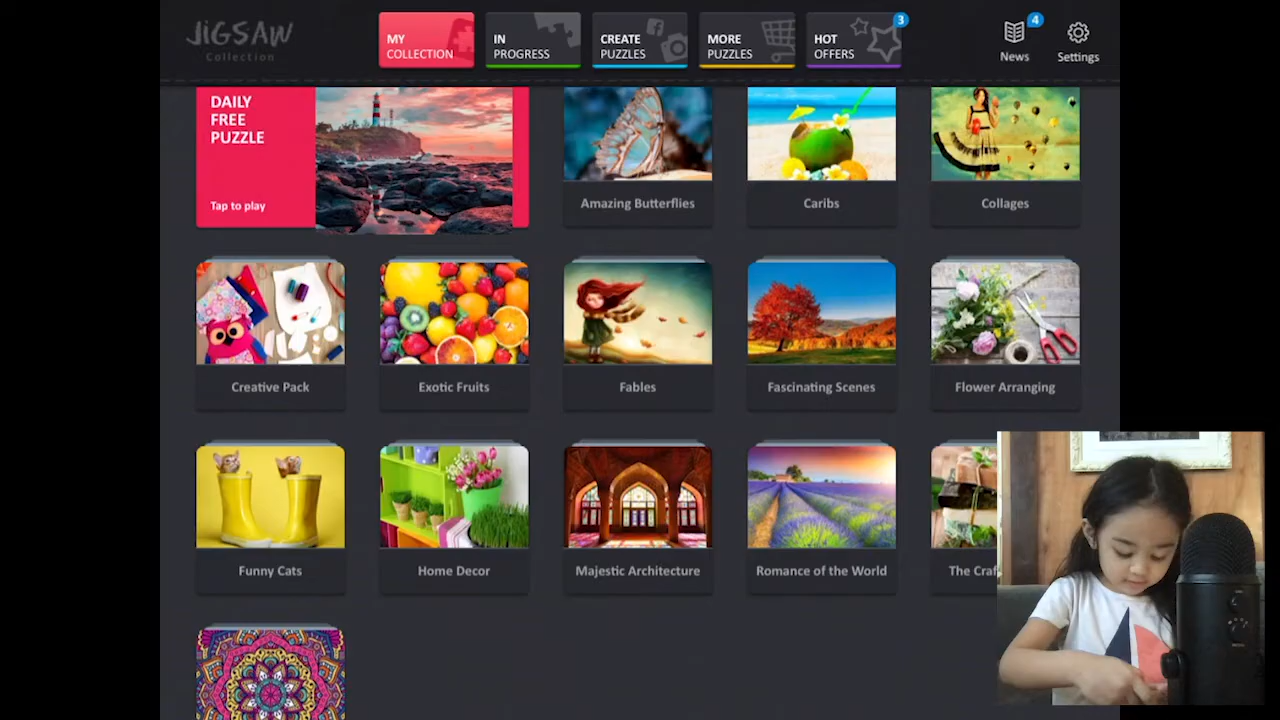 JiGSAW
Collection
MY
COLLECTION
IN
PROGRESS
CREATE
PUZZLES
MORE
PUZZLES
HOT
OFFERS
3
4
News
Settings
DAILY
FREE
PUZZLE
Tap to play
Amazing Butterflies
Caribs
Collages
Creative Pack
Exotic Fruits
Fables
Fascinating Scenes
Flower Arranging
Funny Cats
Home Decor
Majestic Architecture
Romance of the World
The Craf